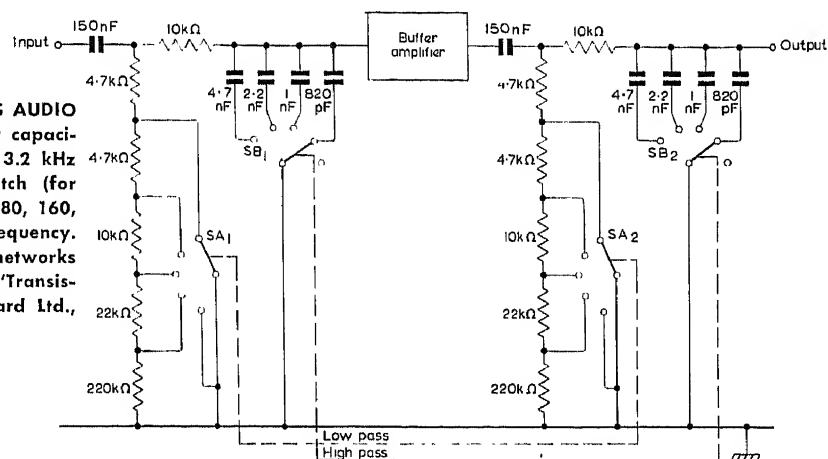 150nF
10kΩ
Buffer
amplifier
150nF
10kΩ
Input
Output
4.7kΩ
4.7
nF
2.2
nF
1
nF
820
pF
4.7kΩ
4.7
nF
2.2
nF
1
nF
820
pF
G AUDIO
capaci-
3.2 kHz
tch (for
80, 160,
equency.
networks
'Transis-
ard Ltd.,
4·7kΩ
SB1
4.7kΩ
SB2
10kΩ
SA1
10kΩ
SA2
22kΩ
22kΩ
220kΩ
220kΩ
Low pass
High pass